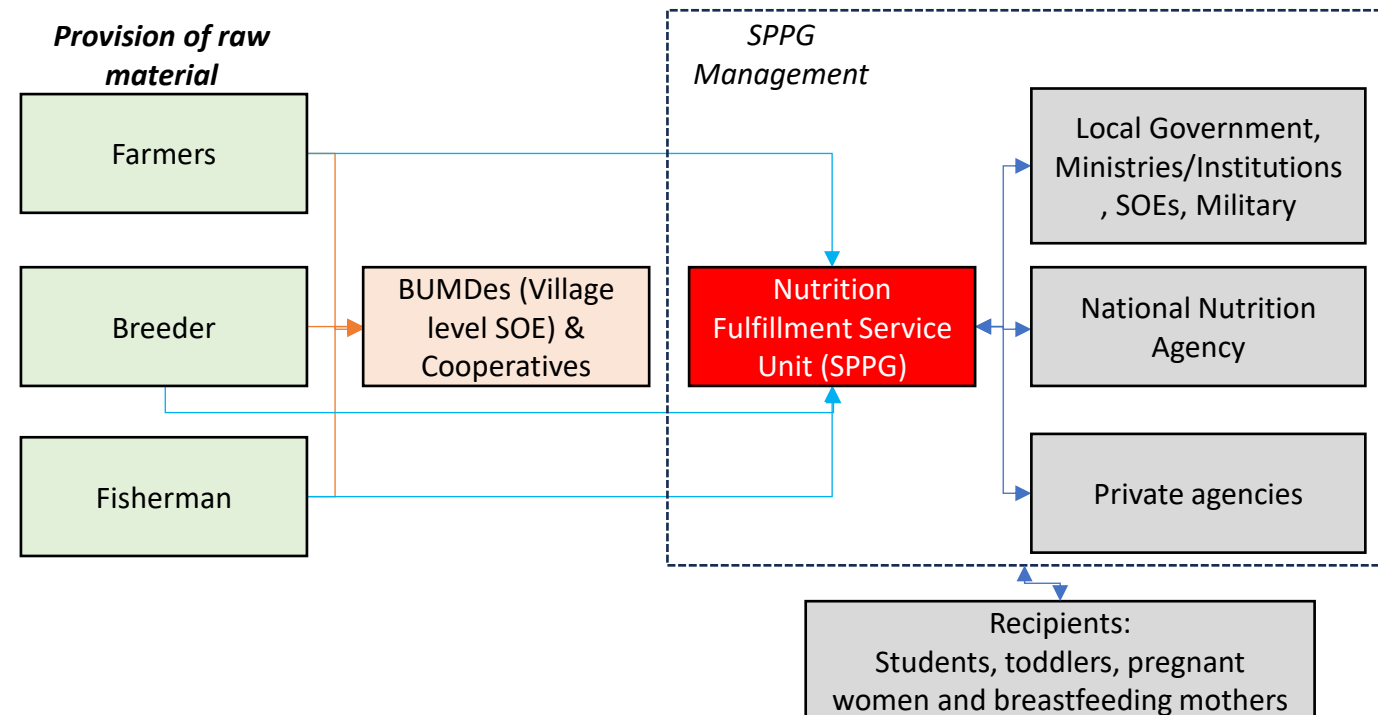 Provision of raw
material
SPPG
Management
Farmers
Local Government,
Ministries/Institutions
, SOEs, Military
Breeder
BUMDes (Village
level SOE) &
Cooperatives
Nutrition
Fulfillment Service
Unit (SPPG)
National Nutrition
Agency
Fisherman
Private agencies
Recipients:
Students, toddlers, pregnant
women and breastfeeding mothers